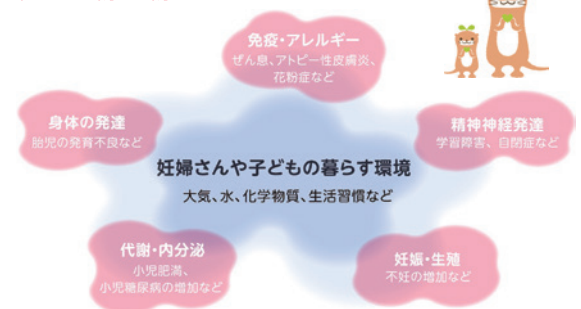 免疫・アレルギー
ぜん息、アトピー性皮膚炎、
花粉症など
身体の発達
胎児の発育不良など
精神神経発達
学習障害、自閉症など
妊婦さんや子どもの暮らす環境
大気、水、化学物質、生活習慣など
代謝・内分泌
小児肥満、
小児糖尿病の増加など
妊娠・生殖
不妊の増加など